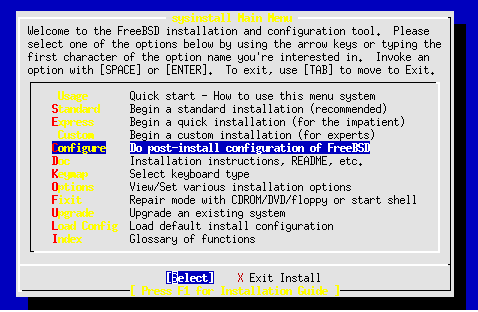 sysinstall Main Menu
Welcome to the FreeBSD installation and configuration tool.  Please
select one of the options below by using the arrow keys or typing the
first character of the option name you're interested in.  Invoke an
option with [SPACE] or [ENTER].  To exit, use [TAB] to move to Exit.
Usage Quick start - How to use this menu system
Standard Begin a standard installation (recommended)
Express Begin a quick installation (for the impatient)
Custom Begin a custom installation (for experts)
Configure Do post-install configuration of FreeBSD
Doc Installation instructions, README, etc.
Keymap Select keyboard type
Options View/Set various installation options
Fixit Repair mode with CDROM/DVD/floppy or start shell
Upgrade Upgrade an existing system
Load Config Load default install configuration
Index Glossary of functions
[Select] X Exit Install
[ Press F1 for Installation Guide ]